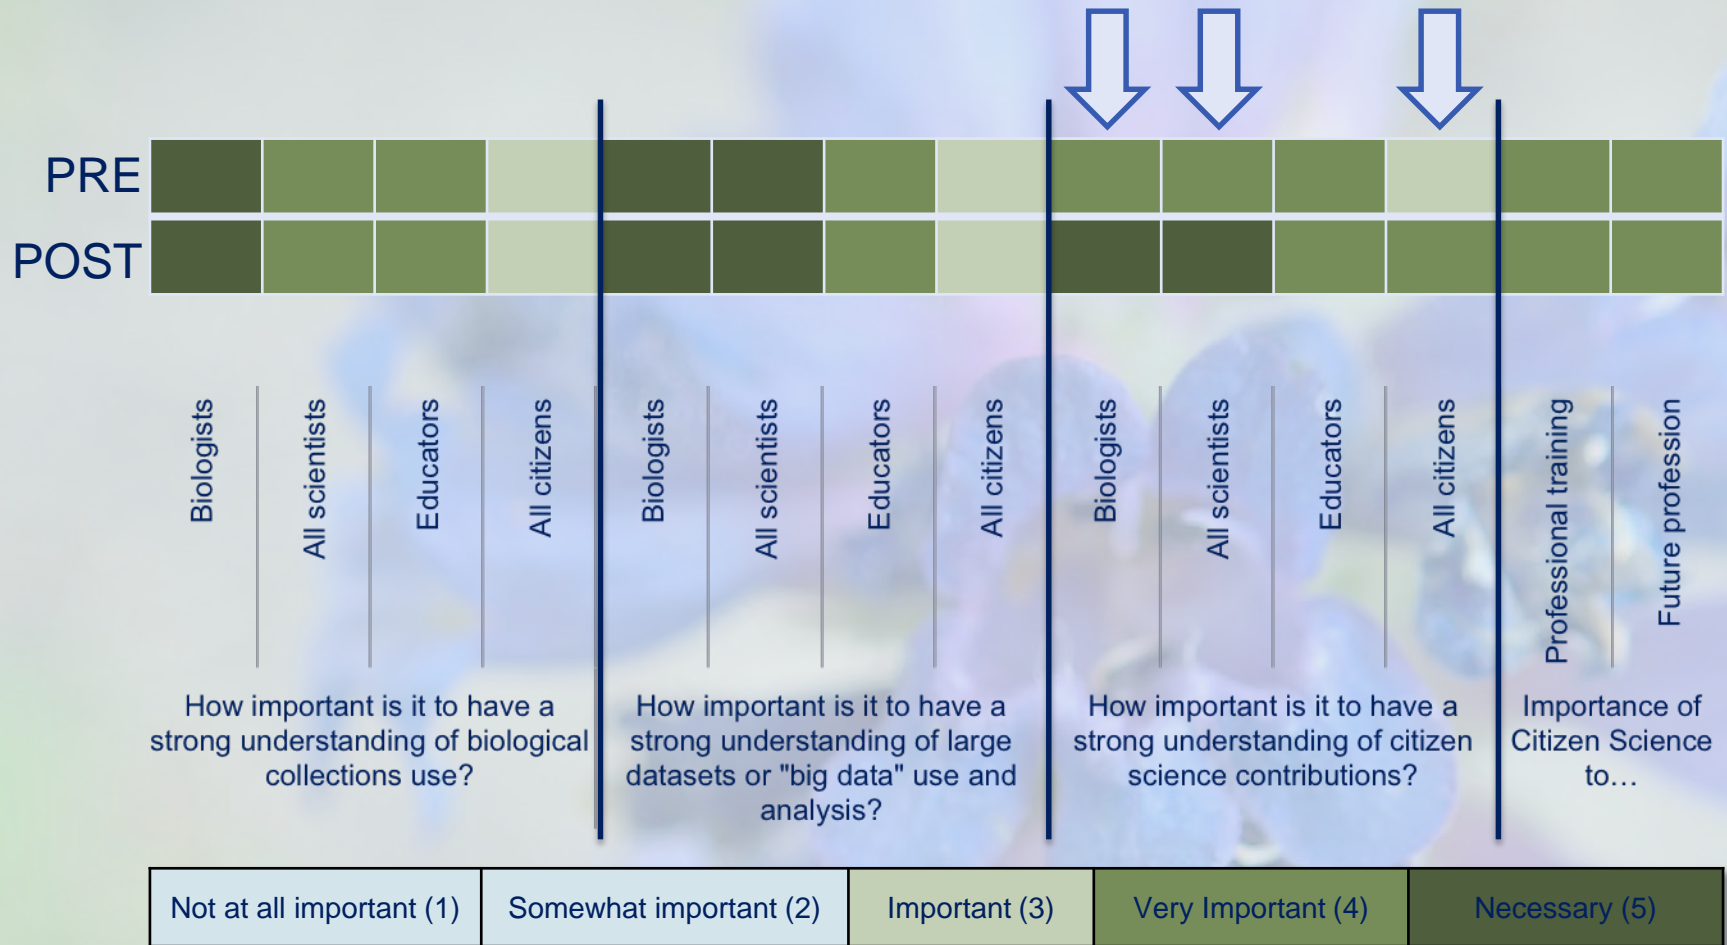 PRE
POST
Biologists
All scientists
Educators
All citizens
Biologists
All scientists
Educators
All citizens
Biologists
All scientists
Educators
All citizens
Professional training
Future profession
How important is it to have a
strong understanding of biological
collections use?
How important is it to have a
strong understanding of large
datasets or "big data" use and
analysis?
How important is it to have a
strong understanding of citizen
science contributions?
Importance of
Citizen Science
to…
Not at all important (1)
Somewhat important (2)
Important (3)
Very Important (4)
Necessary (5)